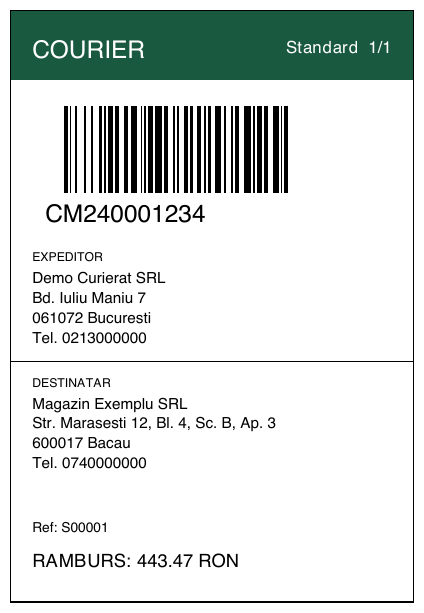 COURIER
Standard 1/1
CM240001234
EXPEDITOR
Demo Curierat SRL
Bd. Iuliu Maniu 7
061072 Bucuresti
Tel. 0213000000
DESTINATAR
Magazin Exemplu SRL
Str. Marasesti 12, Bl. 4, Sc. B, Ap. 3
600017 Bacau
Tel. 0740000000
Ref: S00001
RAMBURS: 443.47 RON